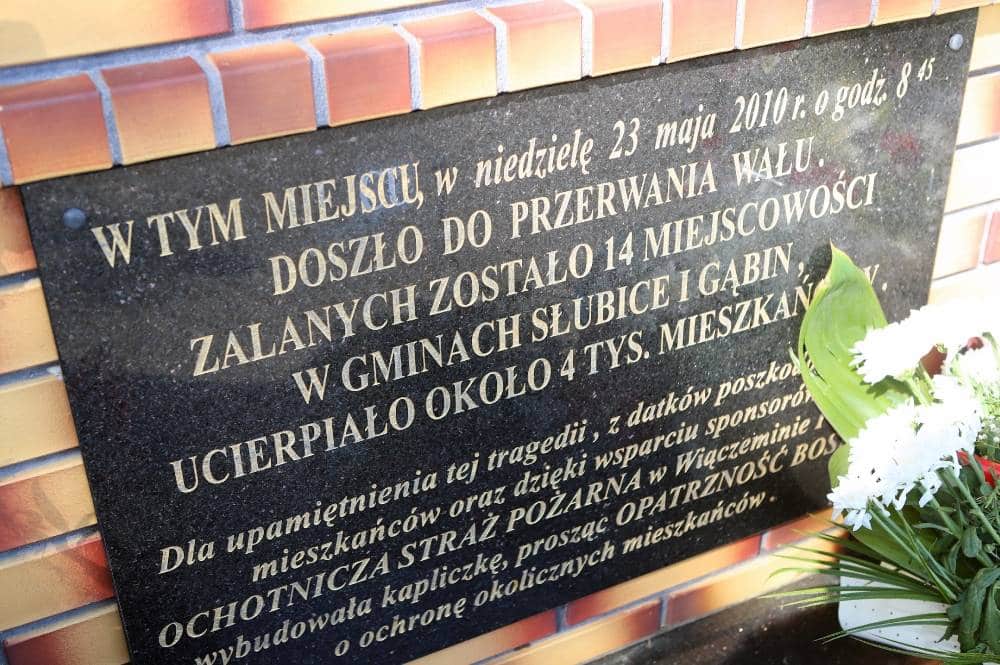 W TYM MIEJSCU, w niedzielę 23 maja 2010 r. o godz. 8 45
DOSZŁO DO PRZERWANIA WAŁU.
ZALANYCH ZOSTAŁO 14 MIEJSCOWOŚCI
W GMINACH SŁUBICE I GĄBIN,
UCIERPIAŁO OKOŁO 4 TYS.
Dla upamiętnienia tej tragedii, z datków
mieszkańców oraz dzięki wsparciu sponsorów
OCHOTNICZA STRAŻ POŻARNA w Wiączeminie
wybudowała kapliczkę, prosząc OPATRZNOŚĆ
o ochronę okolicznych mieszkańców.